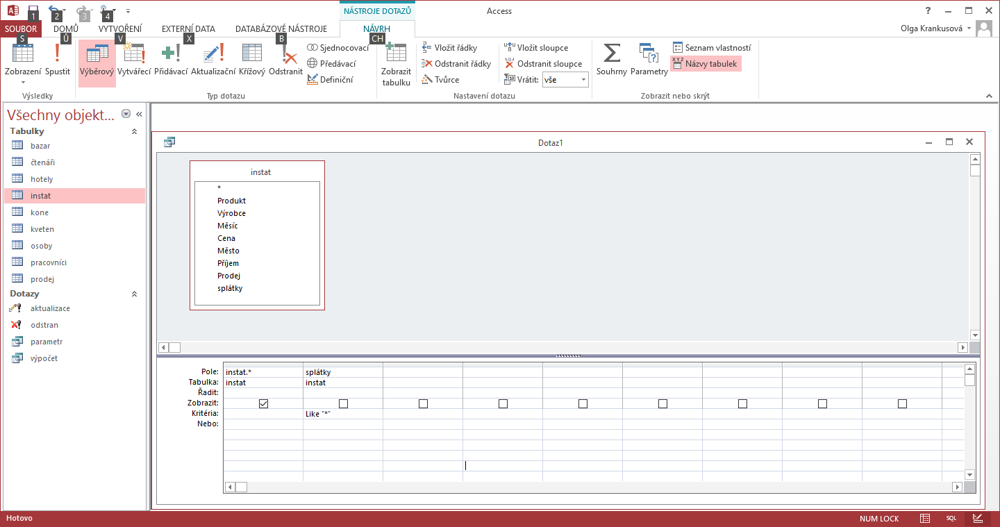 NÁSTROJE DOTAZŮ
Access
?
1
2
3
4
SOUBOR
DOMŮ
VYTVOŘENÍ
EXTERNÍ DATA
DATABÁZOVÉ NÁSTROJE
NÁVRH
Olga Krankusová
S
Ů
V
X
B
CH
Zobrazení
Spustit
Výsledky
Výběrový
Vytvářecí
Přidávací
Aktualizační
Křížový
Odstranit
Sjednocovací
Předávací
Definiční
Typ dotazu
Zobrazit
tabulku
Vložit řádky
Odstranit řádky
Tvůrce
Vložit sloupce
Odstranit sloupce
Vrátit:
vše
Nastavení dotazu
Souhrny
Parametry
Seznam vlastností
XYZ
Názvy tabulek
Zobrazit nebo skrýt
Všechny objekt...
Tabulky
bazar
čtenáři
hotely
instat
kone
kveten
osoby
pracovníci
prodej
Dotazy
aktualizace
odstran
parametr
výpočet
Dotaz1
instat
*
Produkt
Výrobce
Měsíc
Cena
Město
Příjem
Prodej
splátky
Pole: instat.* splátky
Tabulka: instat instat
Řadit:
Zobrazit:
Kritéria: Like "*"
Nebo:
Hotovo
NUM LOCK
SQL